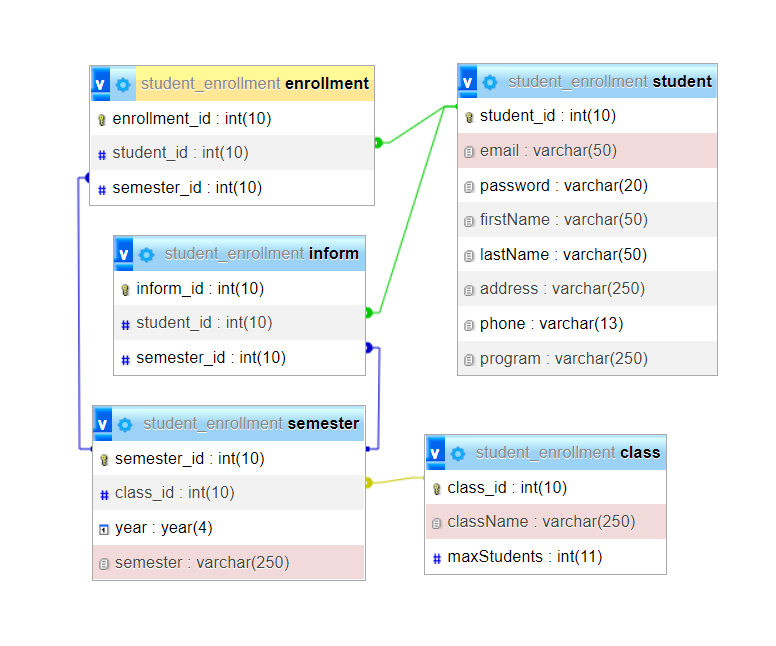 v student_enrollment enrollment
enrollment_id : int(10)
# student_id : int(10)
# semester_id : int(10)
v student_enrollment student
student_id : int(10)
email : varchar(50)
password : varchar(20)
firstName : varchar(50)
lastName : varchar(50)
address : varchar(250)
phone : varchar(13)
program : varchar(250)
v student_enrollment inform
inform_id : int(10)
# student_id : int(10)
# semester_id : int(10)
v student_enrollment semester
semester_id : int(10)
# class_id : int(10)
year : year(4)
semester : varchar(250)
v student_enrollment class
class_id : int(10)
className : varchar(250)
# maxStudents : int(11)